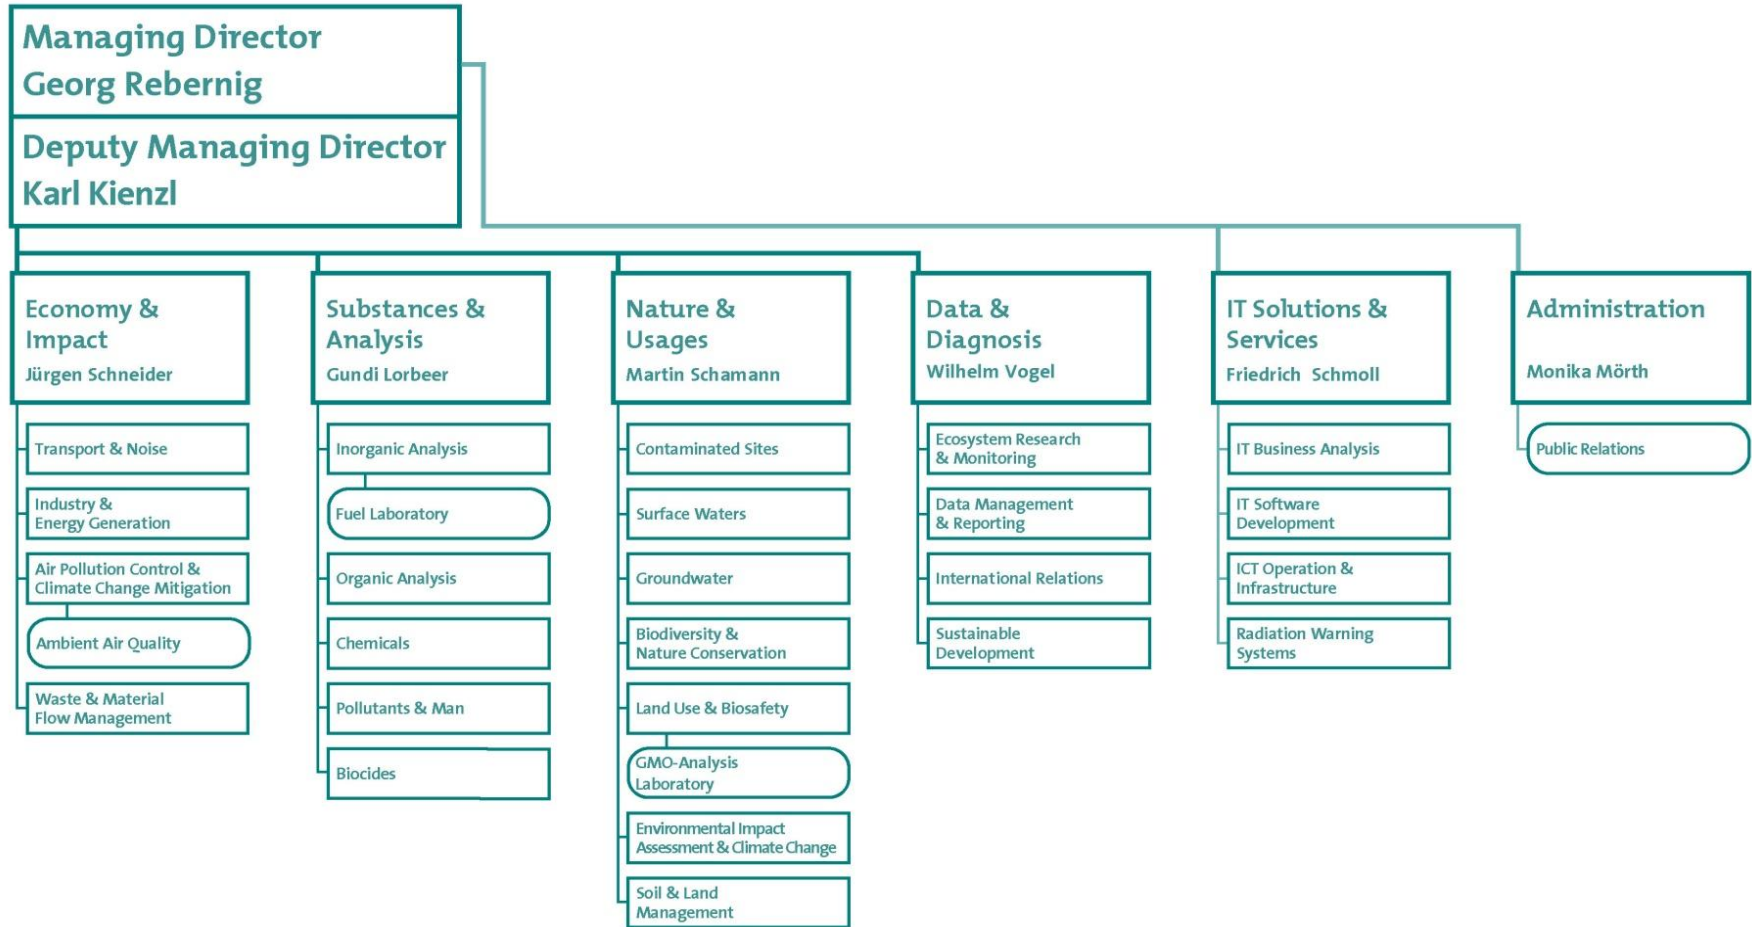 Managing Director
Georg Rebernig
Deputy Managing Director
Karl Kienzl
Economy &
Impact
Jürgen Schneider
Transport & Noise
Industry &
Energy Generation
Air Pollution Control &
Climate Change Mitigation
Ambient Air Quality
Waste & Material
Flow Management
Substances &
Analysis
Gundi Lorbeer
Inorganic Analysis
Fuel Laboratory
Organic Analysis
Chemicals
Pollutants & Man
Biocides
Nature &
Usages
Martin Schamann
Contaminated Sites
Surface Waters
Groundwater
Biodiversity &
Nature Conservation
Land Use & Biosafety
GMO-Analysis
Laboratory
Environmental Impact
Assessment & Climate Change
Soil & Land
Management
Data &
Diagnosis
Wilhelm Vogel
Ecosystem Research
& Monitoring
Data Management
& Reporting
International Relations
Sustainable
Development
IT Solutions &
Services
Friedrich Schmoll
IT Business Analysis
IT Software
Development
ICT Operation &
Infrastructure
Radiation Warning
Systems
Administration
Monika Mörth
Public Relations